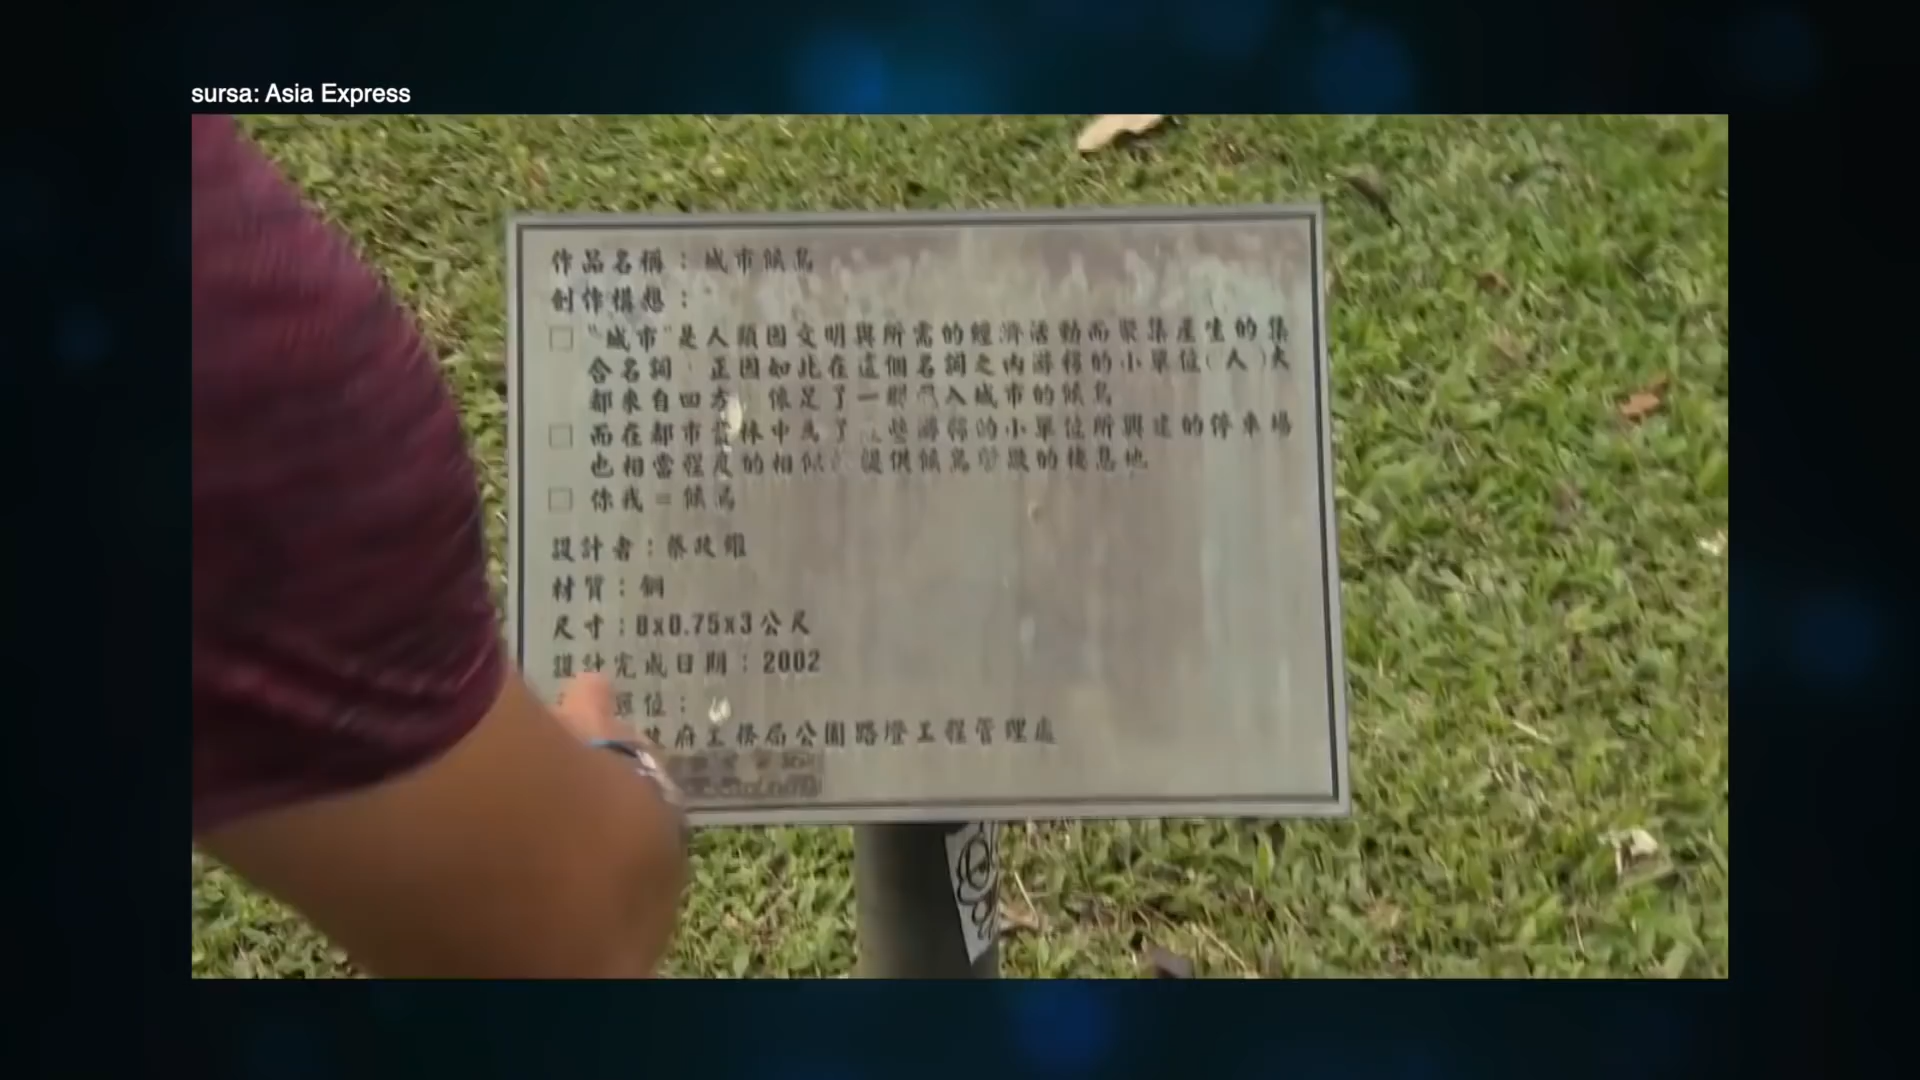 sursa: Asia Express
作品名稱：城市候鳥
創作構想：
□ “城市”是人類因文明與所需的經濟活動而聚集產生的集
合名詞，正因如此在這個名詞之內游移的小單位（人）大
都來自四方 像足了一群飛入城市的候鳥
□ 而在都市叢林中為了這些游移的小單位所興建的停車場
也相當程度的相似 提供候鳥 的棲息地
□ 你我＝候鳥
設計者：蔡政維
材質：銅
尺寸：8x0.75x3公尺
設計完成日期：2002
單位：
政府工務局公園路燈工程管理處